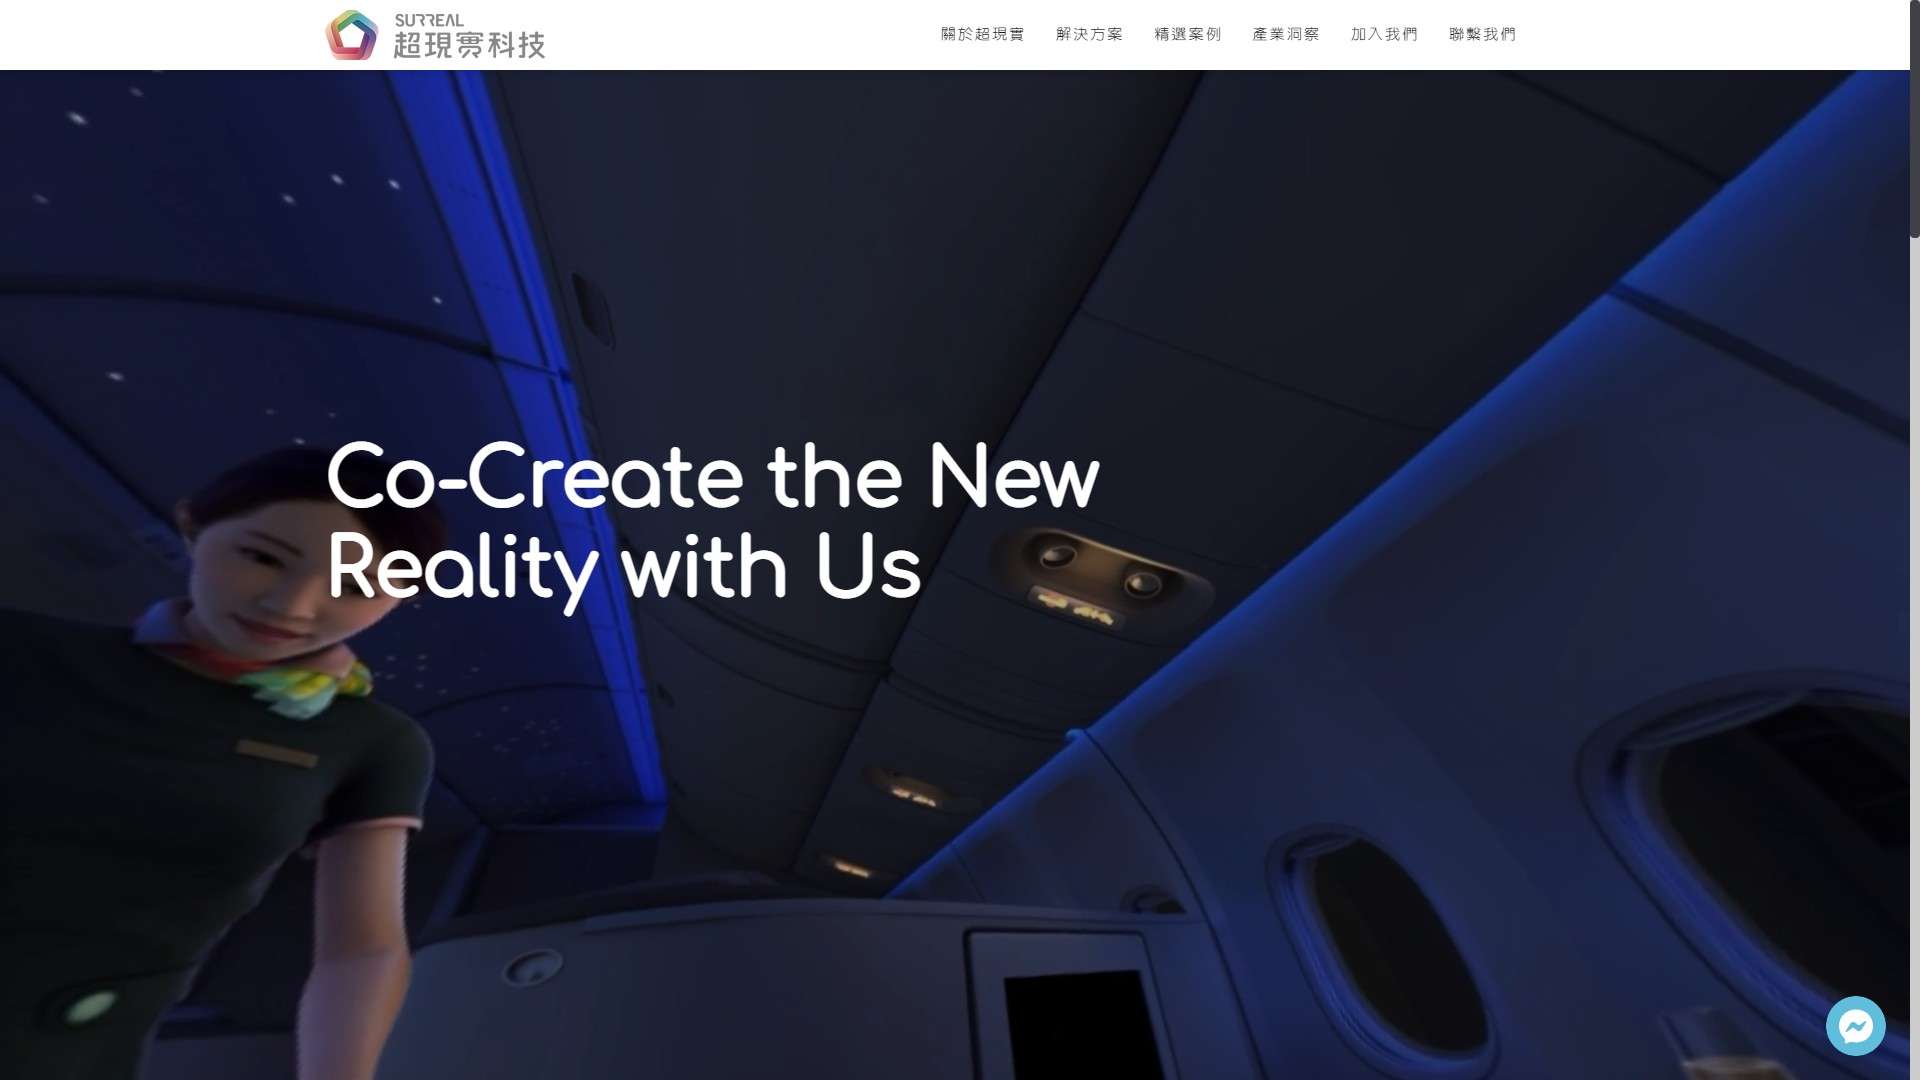 SURREAL
超現實科技
關於超現實
解決方案
精選案例
產業洞察
加入我們
聯繫我們
Co-Create the New
Reality with Us